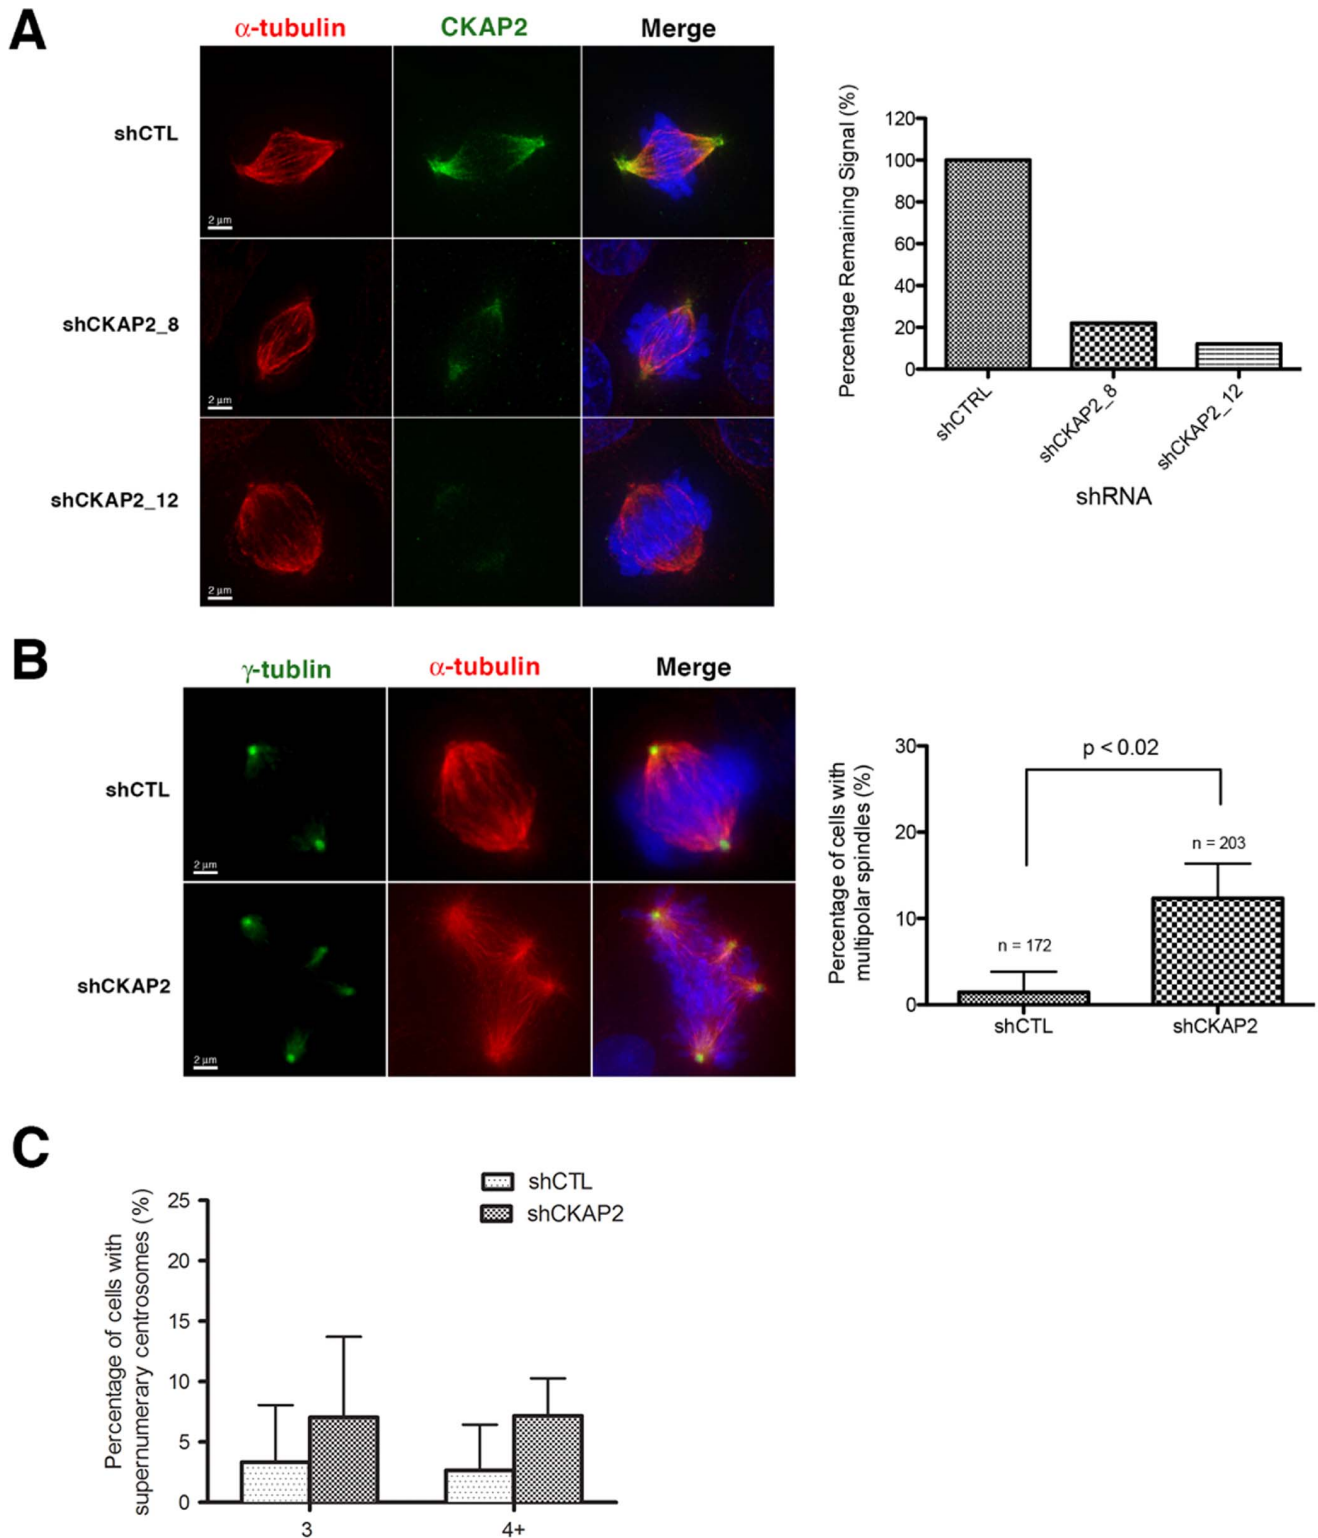 A
α-tubulin CKAP2 Merge
shCTL
2 µm
shCKAP2_8
2 µm
shCKAP2_12
2 µm
Percentage Remaining Signal (%)
120
100
80
60
40
20
0
shCTRL
shCKAP2_8
shCKAP2_12
shRNA
B
γ-tublin α-tubulin Merge
shCTL
2 µm
shCKAP2
2 µm
Percentage of cells with
multipolar spindles (%)
30
20
10
0
p < 0.02
n = 172
n = 203
shCTL shCKAP2
C
Percentage of cells with
supernumerary centrosomes (%)
25
20
15
10
5
0
shCTL
shCKAP2
3 4+